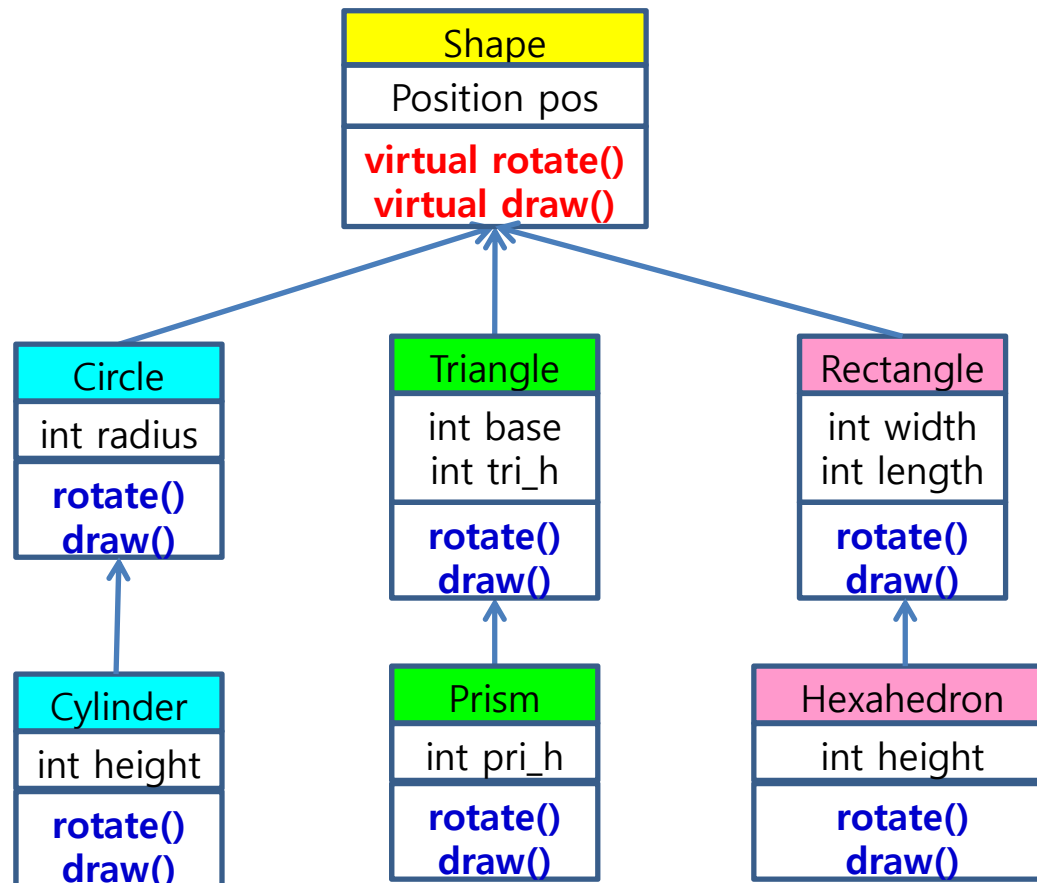 Shape
Position pos
virtual rotate()
virtual draw()
Circle
int radius
rotate()
draw()
Triangle
int base
int tri_h
rotate()
draw()
Rectangle
int width
int length
rotate()
draw()
Cylinder
int height
rotate()
draw()
Prism
int pri_h
rotate()
draw()
Hexahedron
int height
rotate()
draw()